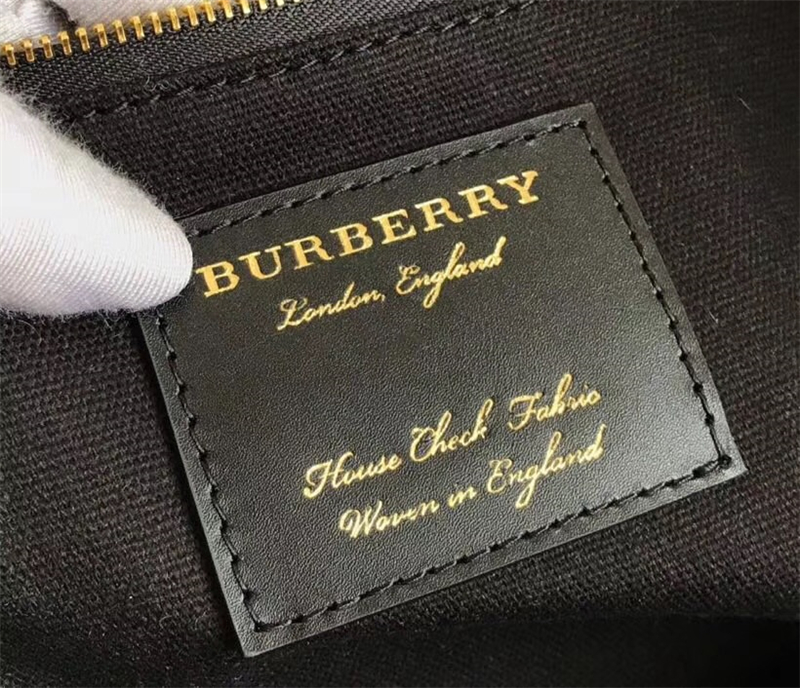 BURBERRY
London, England
House Check Fabric
Woven in England